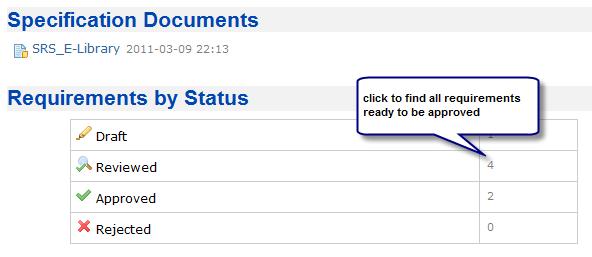 Specification Documents
SRS_E-Library 2011-03-09 22:13
Requirements by Status
click to find all requirements
ready to be approved
Draft
Reviewed 4
Approved 2
Rejected 0